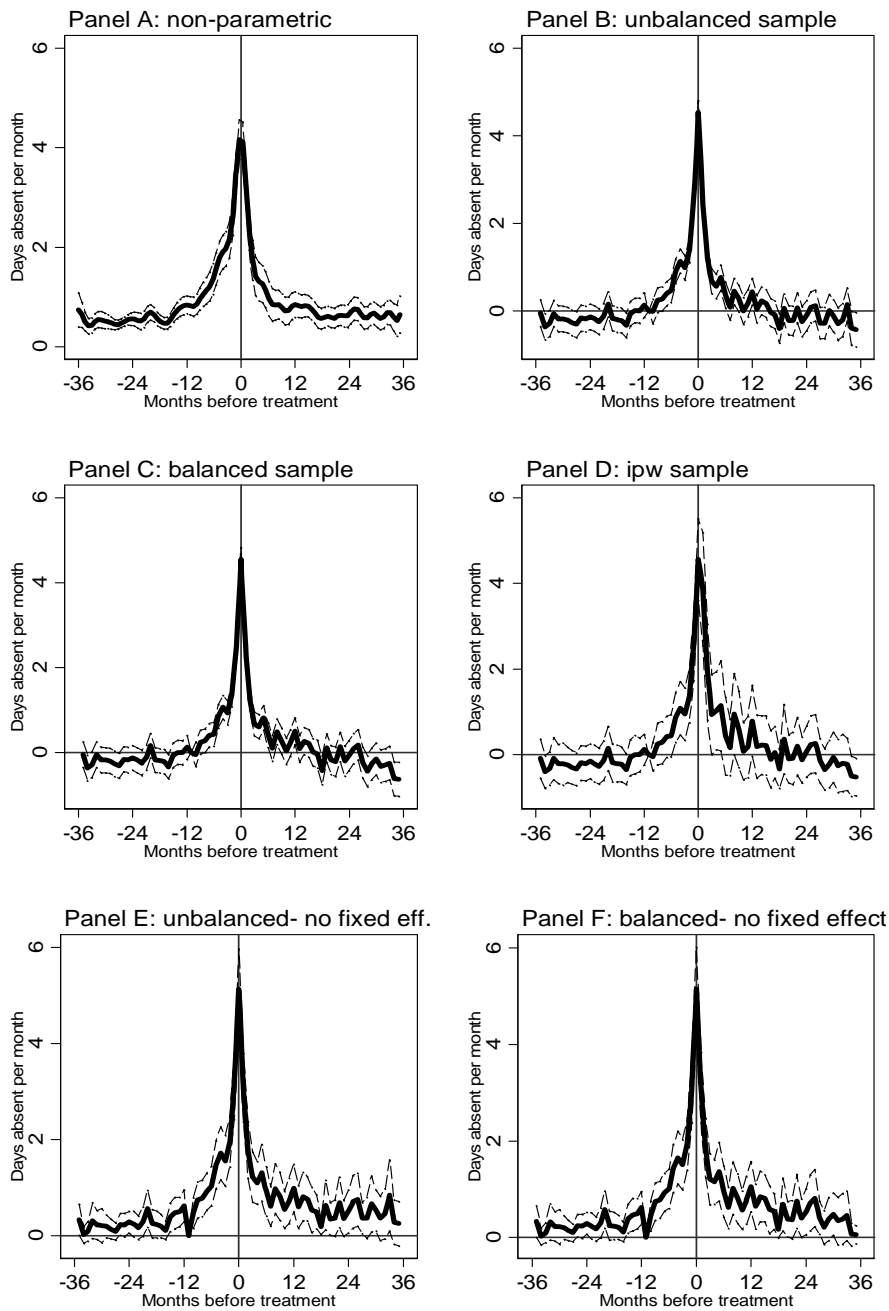 Panel A: non-parametric
Days absent per month
6
4
2
0
-36 -24 -12 0 12 24 36
Months before treatment
Panel B: unbalanced sample
Days absent per month
6
4
2
0
-36 -24 -12 0 12 24 36
Months before treatment
Panel C: balanced sample
Days absent per month
6
4
2
0
-36 -24 -12 0 12 24 36
Months before treatment
Panel D: ipw sample
Days absent per month
6
4
2
0
-36 -24 -12 0 12 24 36
Months before treatment
Panel E: unbalanced- no fixed eff.
Days absent per month
6
4
2
0
-36 -24 -12 0 12 24 36
Months before treatment
Panel F: balanced- no fixed effect
Days absent per month
6
4
2
0
-36 -24 -12 0 12 24 36
Months before treatment